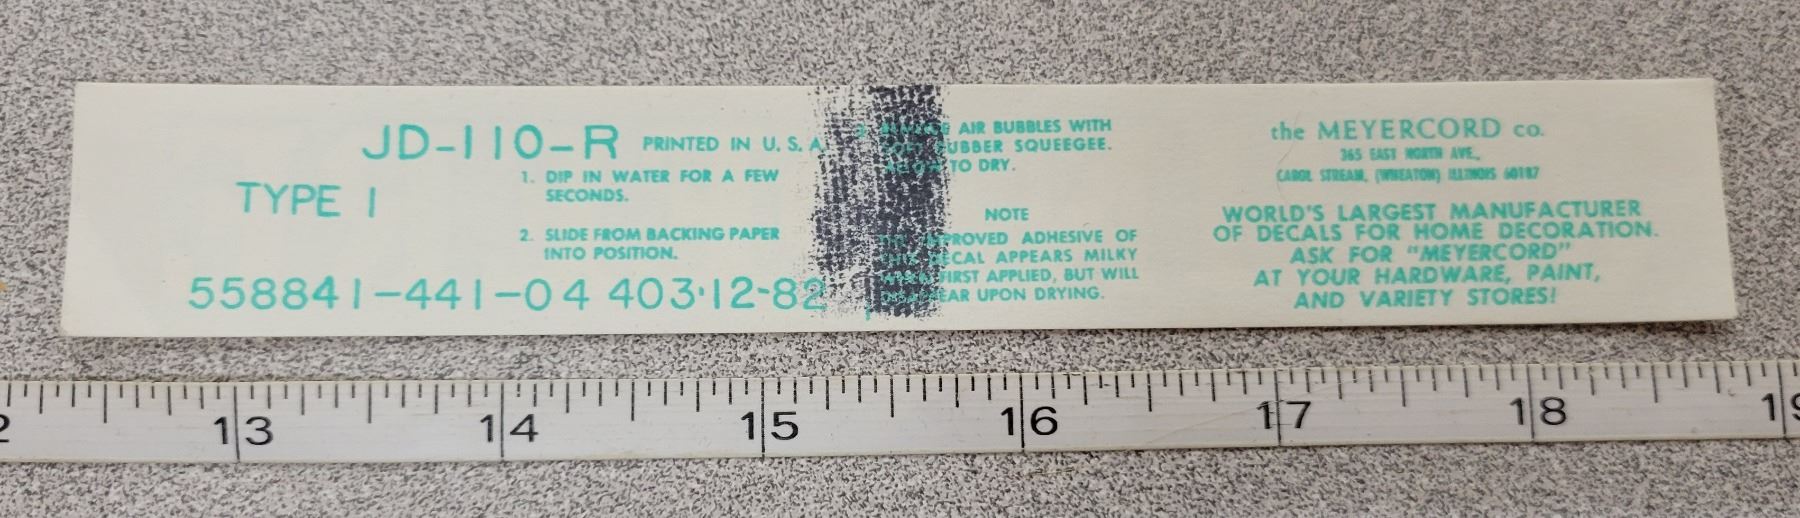 JD-110-R PRINTED IN U. S. A.
TYPE I
1. DIP IN WATER FOR A FEW
SECONDS.
2. SLIDE FROM BACKING PAPER
INTO POSITION.
558841-441-04 403·12-82
AIR BUBBLES WITH
RUBBER SQUEEGEE.
TO DRY.
NOTE
IMPROVED ADHESIVE OF
THIS DECAL APPEARS MILKY
WHEN FIRST APPLIED, BUT WILL
DISAPPEAR UPON DRYING.
the MEYERCORD co.
365 EAST NORTH AVE.,
CAROL STREAM, (WHEATON) ILLINOIS 60187
WORLD'S LARGEST MANUFACTURER
OF DECALS FOR HOME DECORATION.
ASK FOR "MEYERCORD"
AT YOUR HARDWARE, PAINT,
AND VARIETY STORES!
13 14 15 16 17 18